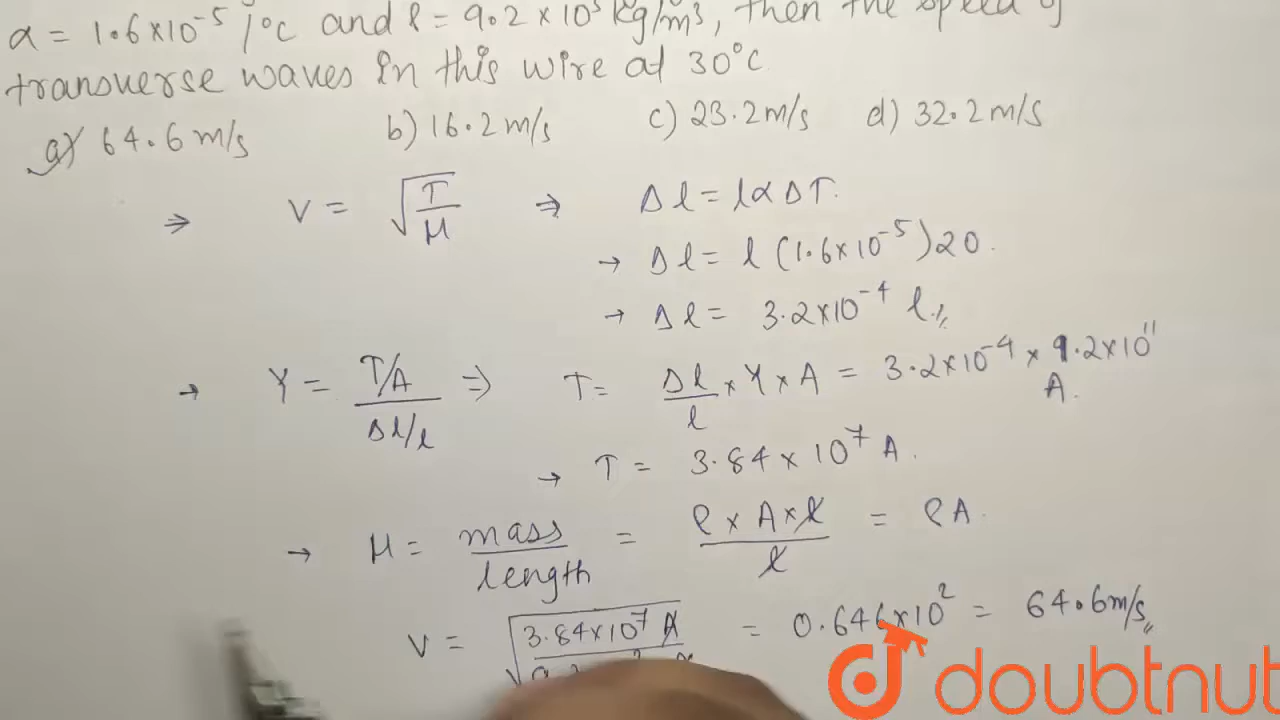 α = 1.6×10⁻⁵ /°C and ρ = 9.2 × 10³ kg/m³, then the speed of
transverse waves in this wire at 30°C
a) 64.6 m/s b) 16.2 m/s c) 23.2 m/s d) 32.2 m/s
⇒ V = √(T/μ) ⇒ Δl = lαΔT.
→ Δl = l (1.6×10⁻⁵)20.
→ Δl = 3.2×10⁻⁴ l.
→ Y = (T/A)/(Δl/l) ⇒ T = Δl/l × Y × A = 3.2×10⁻⁴ × 9.2×10¹¹
A.
→ T = 3.84 × 10⁷ A.
→ μ = mass/length = (ρ × A × l)/l = ρA.
V = √(3.84×10⁷ A = 0.646×10² = 64.6 m/s
doubtnut